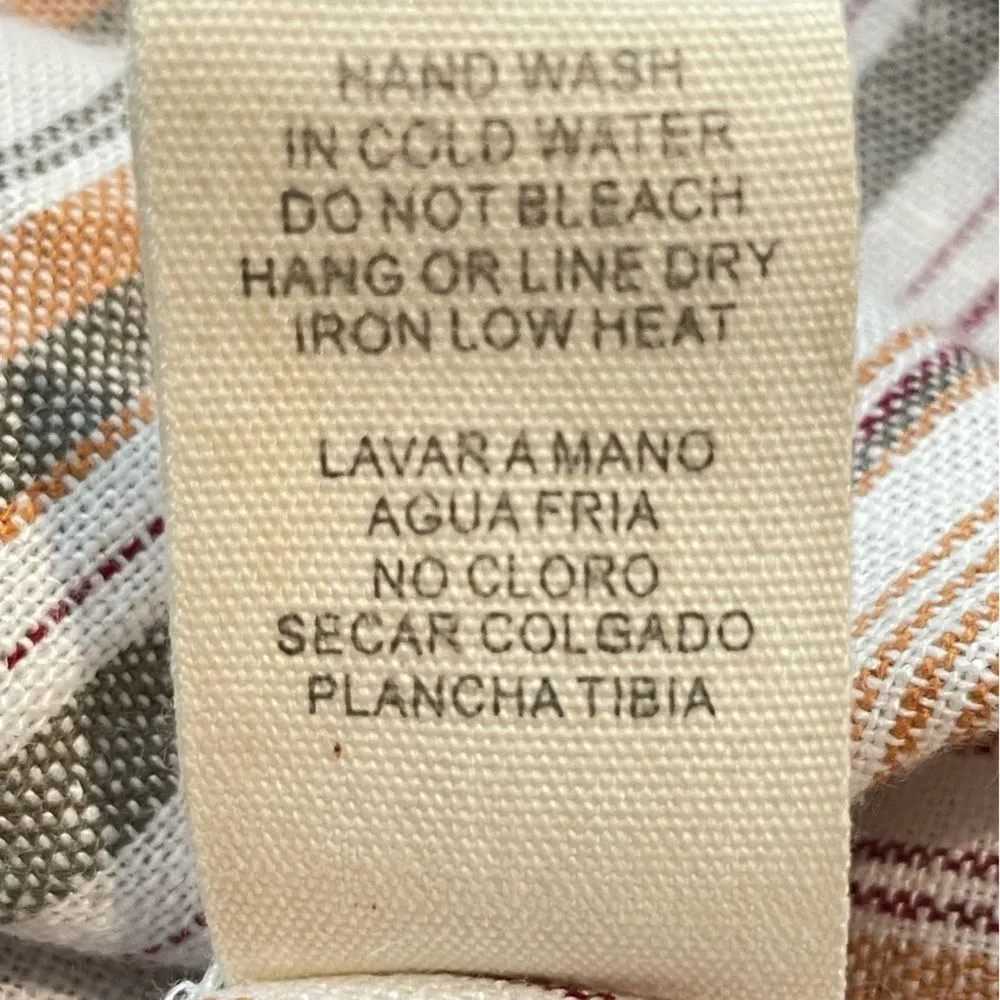 HAND WASH
IN COLD WATER
DO NOT BLEACH
HANG OR LINE DRY
IRON LOW HEAT
LAVAR A MANO
AGUA FRIA
NO CLORO
SECAR COLGADO
PLANCHA TIBIA